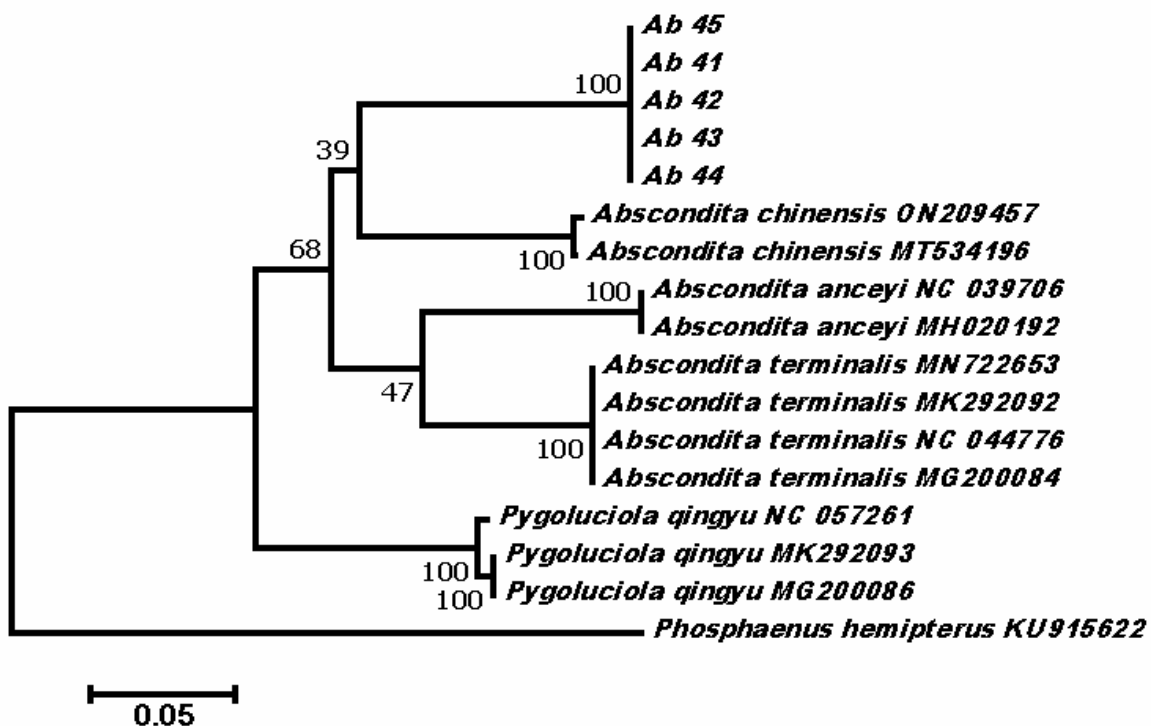 Ab 45
Ab 41
100
Ab 42
Ab 43
39
Ab 44
Abscondita chinensis ON209457
68
Abscondita chinensis MT534196
100
100
Abscondita anceyi NC 039706
Abscondita anceyi MH020192
Abscondita terminalis MN722653
47
Abscondita terminalis MK292092
Abscondita terminalis NC 044776
100
Abscondita terminalis MG200084
Pygoluciola qingyu NC 057261
Pygoluciola qingyu MK292093
100
Pygoluciola qingyu MG200086
100
Phosphaenus hemipterus KU915622
0.05